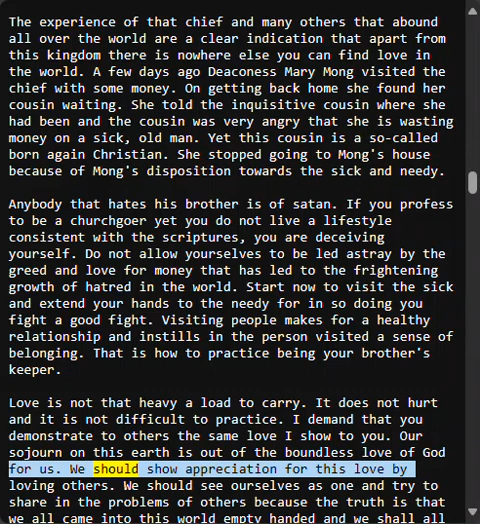 The experience of that chief and many others that abound
all over the world are a clear indication that apart from
this kingdom there is nowhere else you can find love in
the world. A few days ago Deaconess Mary Mong visited the
chief with some money. On getting back home she found her
cousin waiting. She told the inquisitive cousin where she
had been and the cousin was very angry that she is wasting
money on a sick, old man. Yet this cousin is a so-called
born again Christian. She stopped going to Mong's house
because of Mong's disposition towards the sick and needy.

Anybody that hates his brother is of satan. If you profess
to be a churchgoer yet you do not live a lifestyle
consistent with the scriptures, you are deceiving
yourself. Do not allow yourselves to be led astray by the
greed and love for money that has led to the frightening
growth of hatred in the world. Start now to visit the sick
and extend your hands to the needy for in so doing you
fight a good fight. Visiting people makes for a healthy
relationship and instills in the person visited a sense of
belonging. That is how to practice being your brother's
keeper.

Love is not that heavy a load to carry. It does not hurt
and it is not difficult to practice. I demand that you
demonstrate to others the same love I show to you. Our
sojourn on this earth is out of the boundless love of God
for us. We should show appreciation for this love by
loving others. We should see ourselves as one and try to
share in the problems of others because the truth is that
we all came into this world empty handed and we shall all